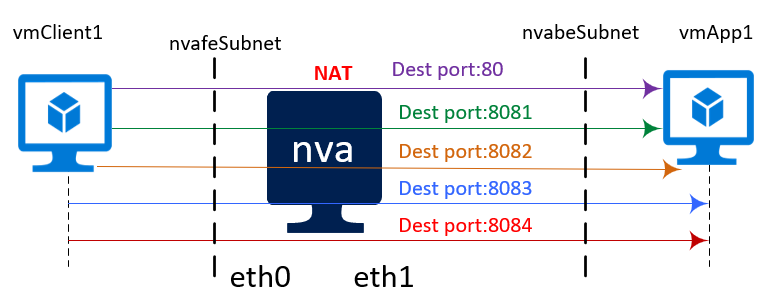 vmClient1
nvafeSubnet
nvabeSubnet
vmApp1
NAT
Dest port:80
Dest port:8081
nva
Dest port:8082
Dest port:8083
Dest port:8084
eth0
eth1